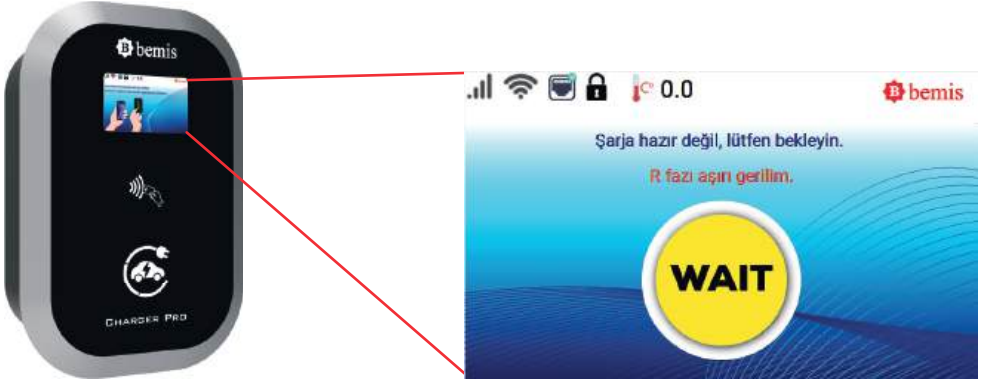 bemis
CHARGER PRO
C° 0.0
bemis
Şarja hazır değil, lütfen bekleyin.
R fazı aşırı gerilim.
WAIT